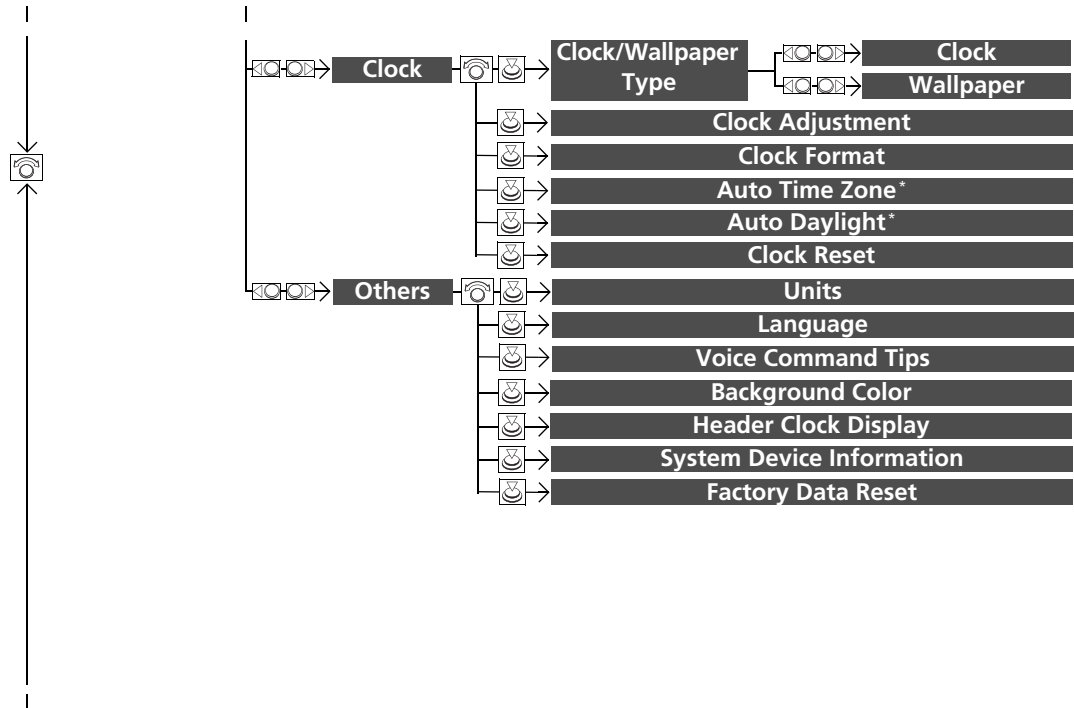 Clock
Clock/Wallpaper
Type
Clock
Wallpaper
Clock Adjustment
Clock Format
Auto Time Zone*
Auto Daylight*
Clock Reset
Others
Units
Language
Voice Command Tips
Background Color
Header Clock Display
System Device Information
Factory Data Reset